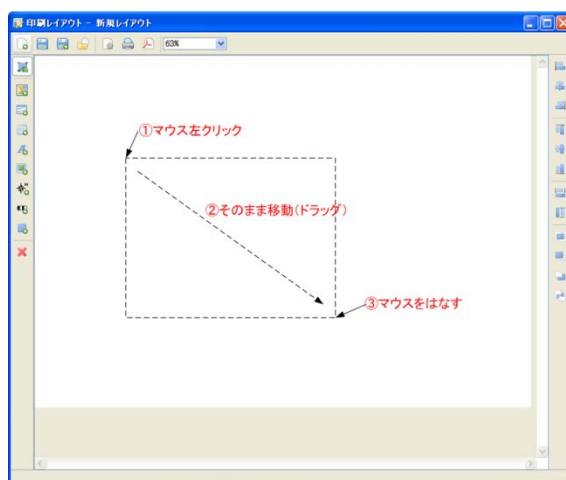 印刷レイアウト - 新規レイアウト
63%
①マウス左クリック
②そのまま移動(ドラッグ)
③マウスをはなす